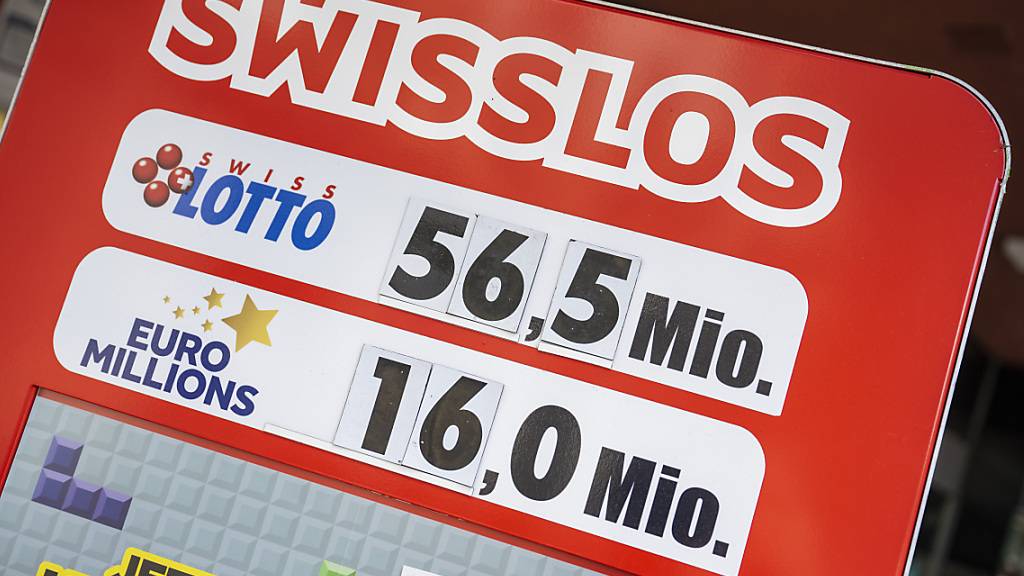 SWISSLOS
SWISS
LOTTO
56,5 Mio.
EURO
MILLIONS
16,0 Mio.